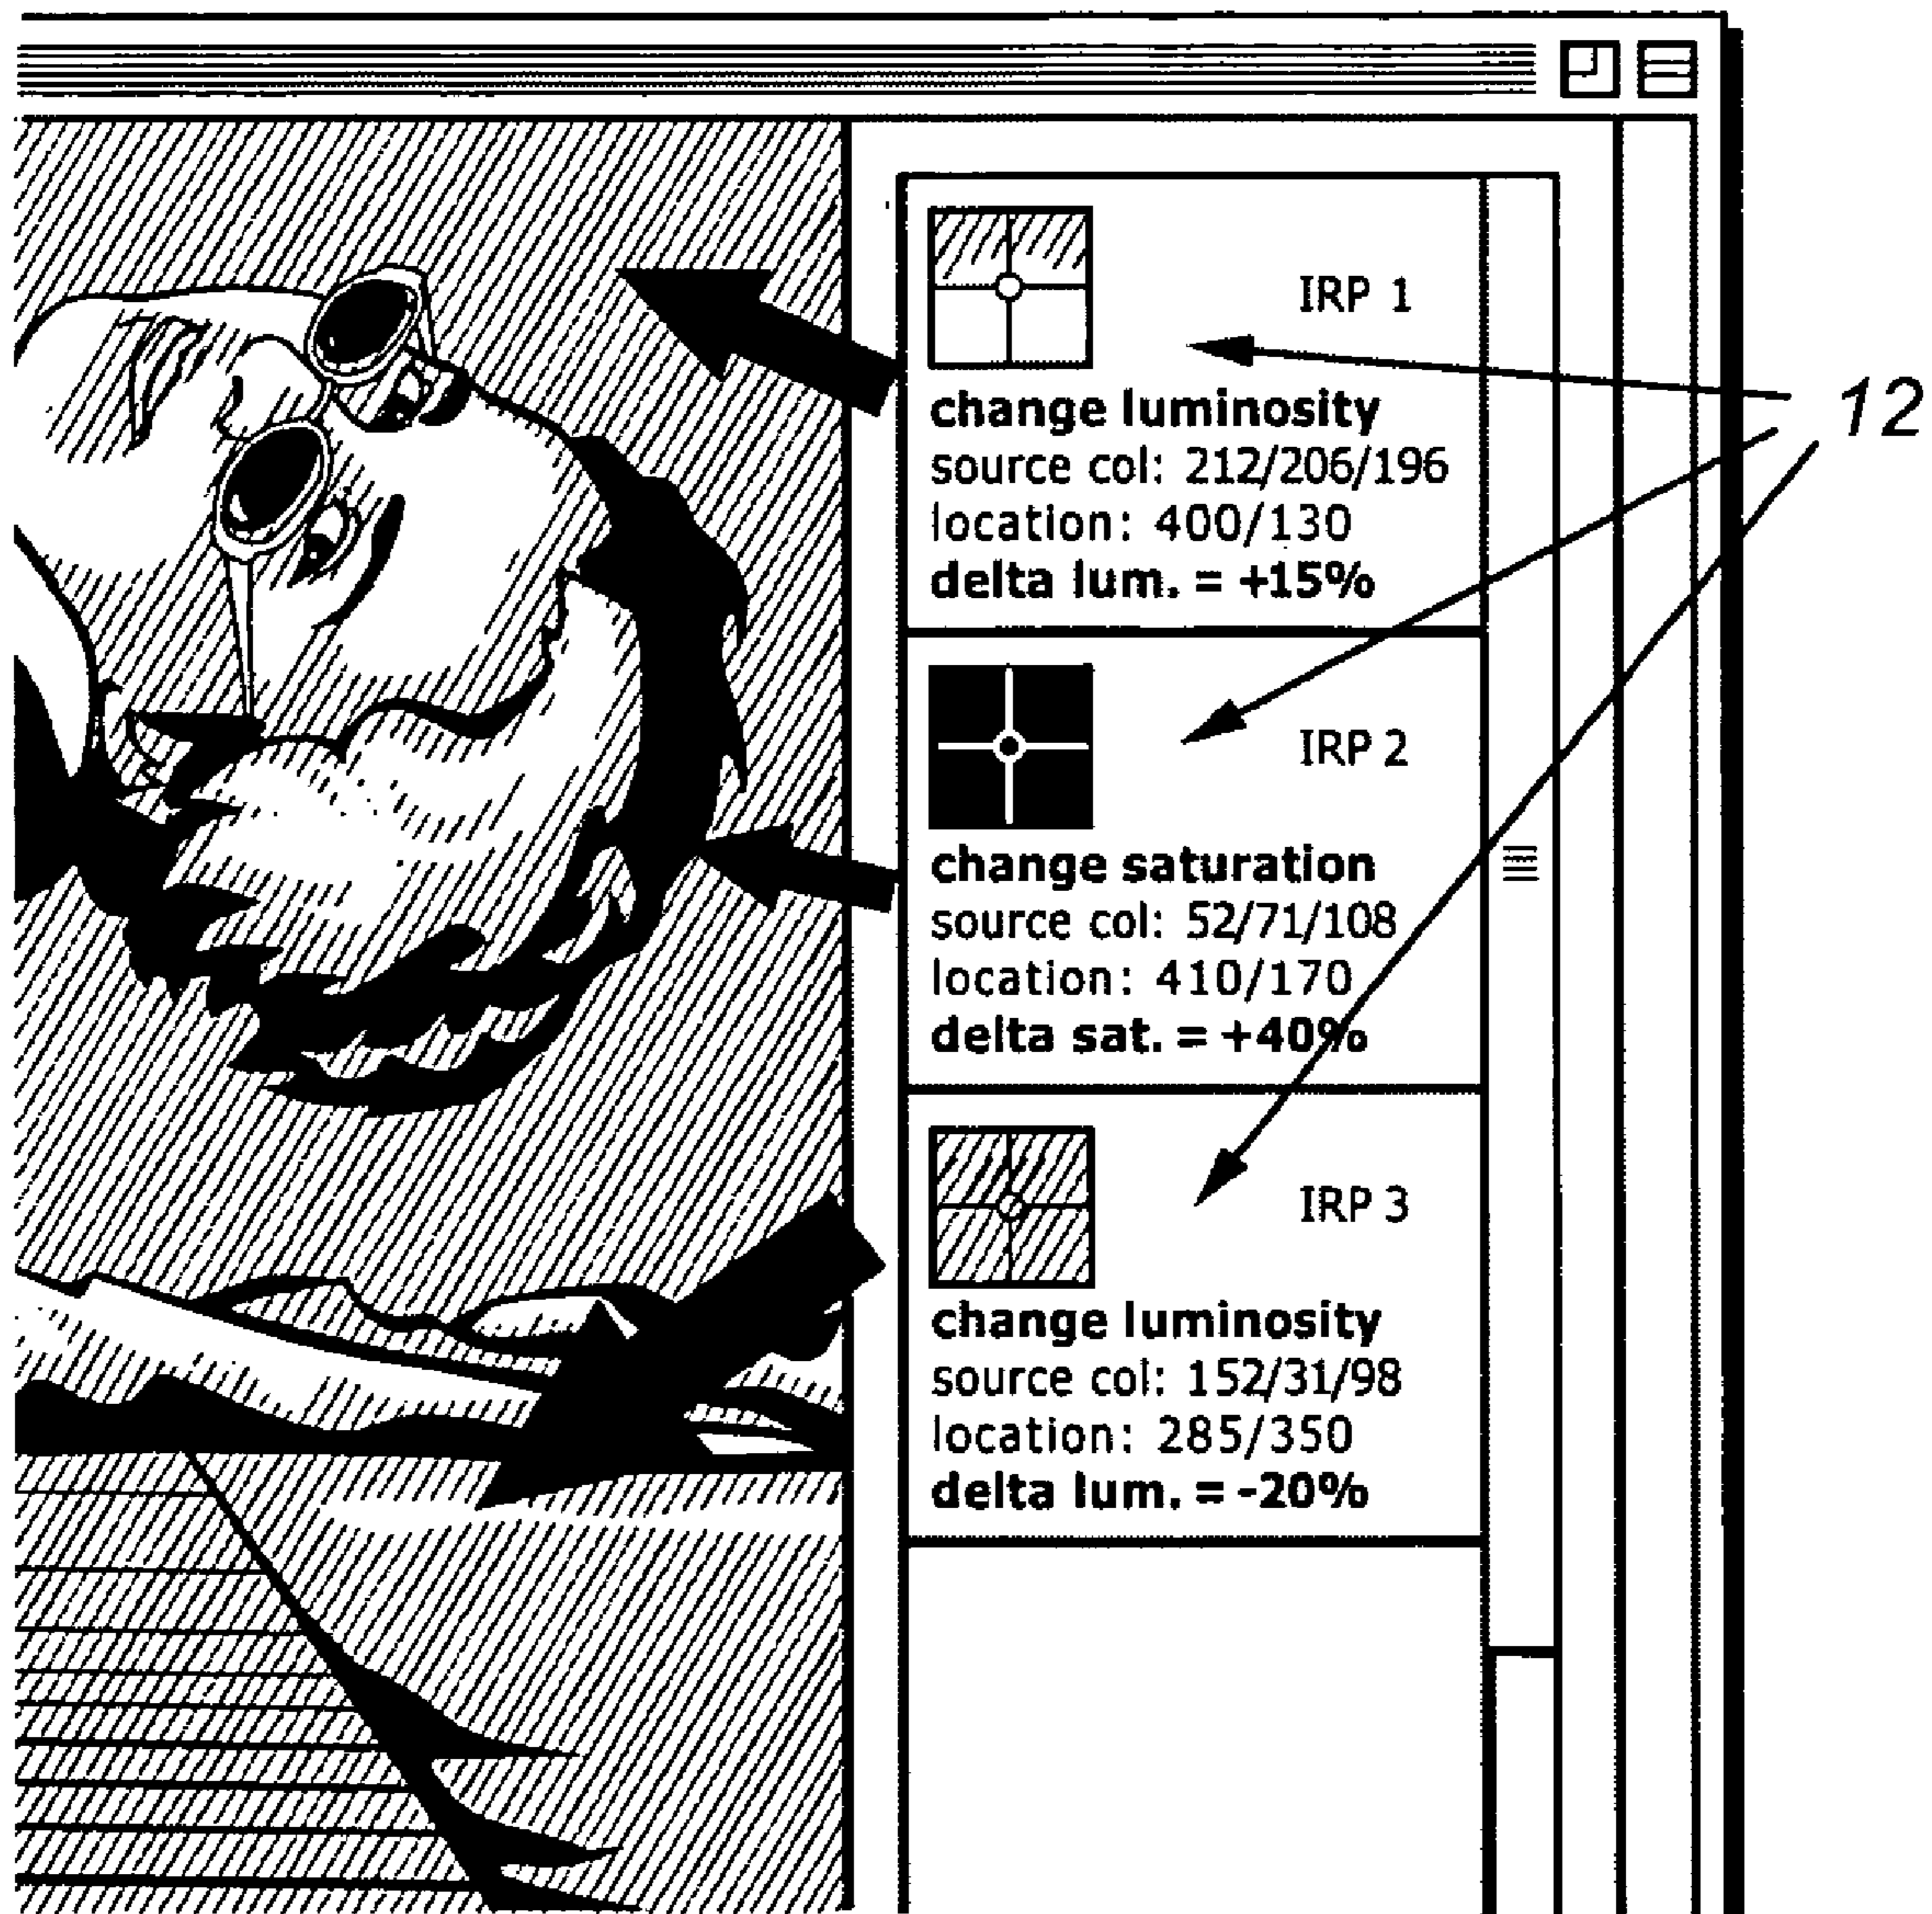 IRP 1
change luminosity
source col: 212/206/196
location: 400/130
delta lum. = +15%
12
IRP 2
change saturation
source col: 52/71/108
location: 410/170
delta sat. = +40%
IRP 3
change luminosity
source col: 152/31/98
location: 285/350
delta lum. = -20%